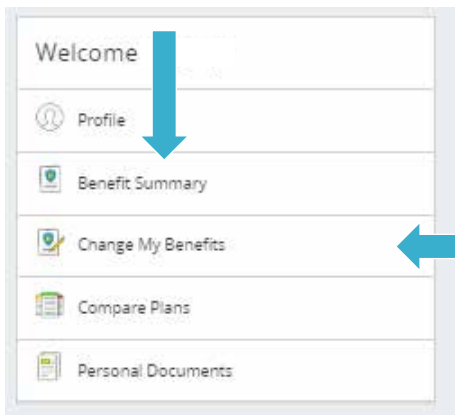 Welcome
Profile
Benefit Summary
Change My Benefits
Compare Plans
Personal Documents